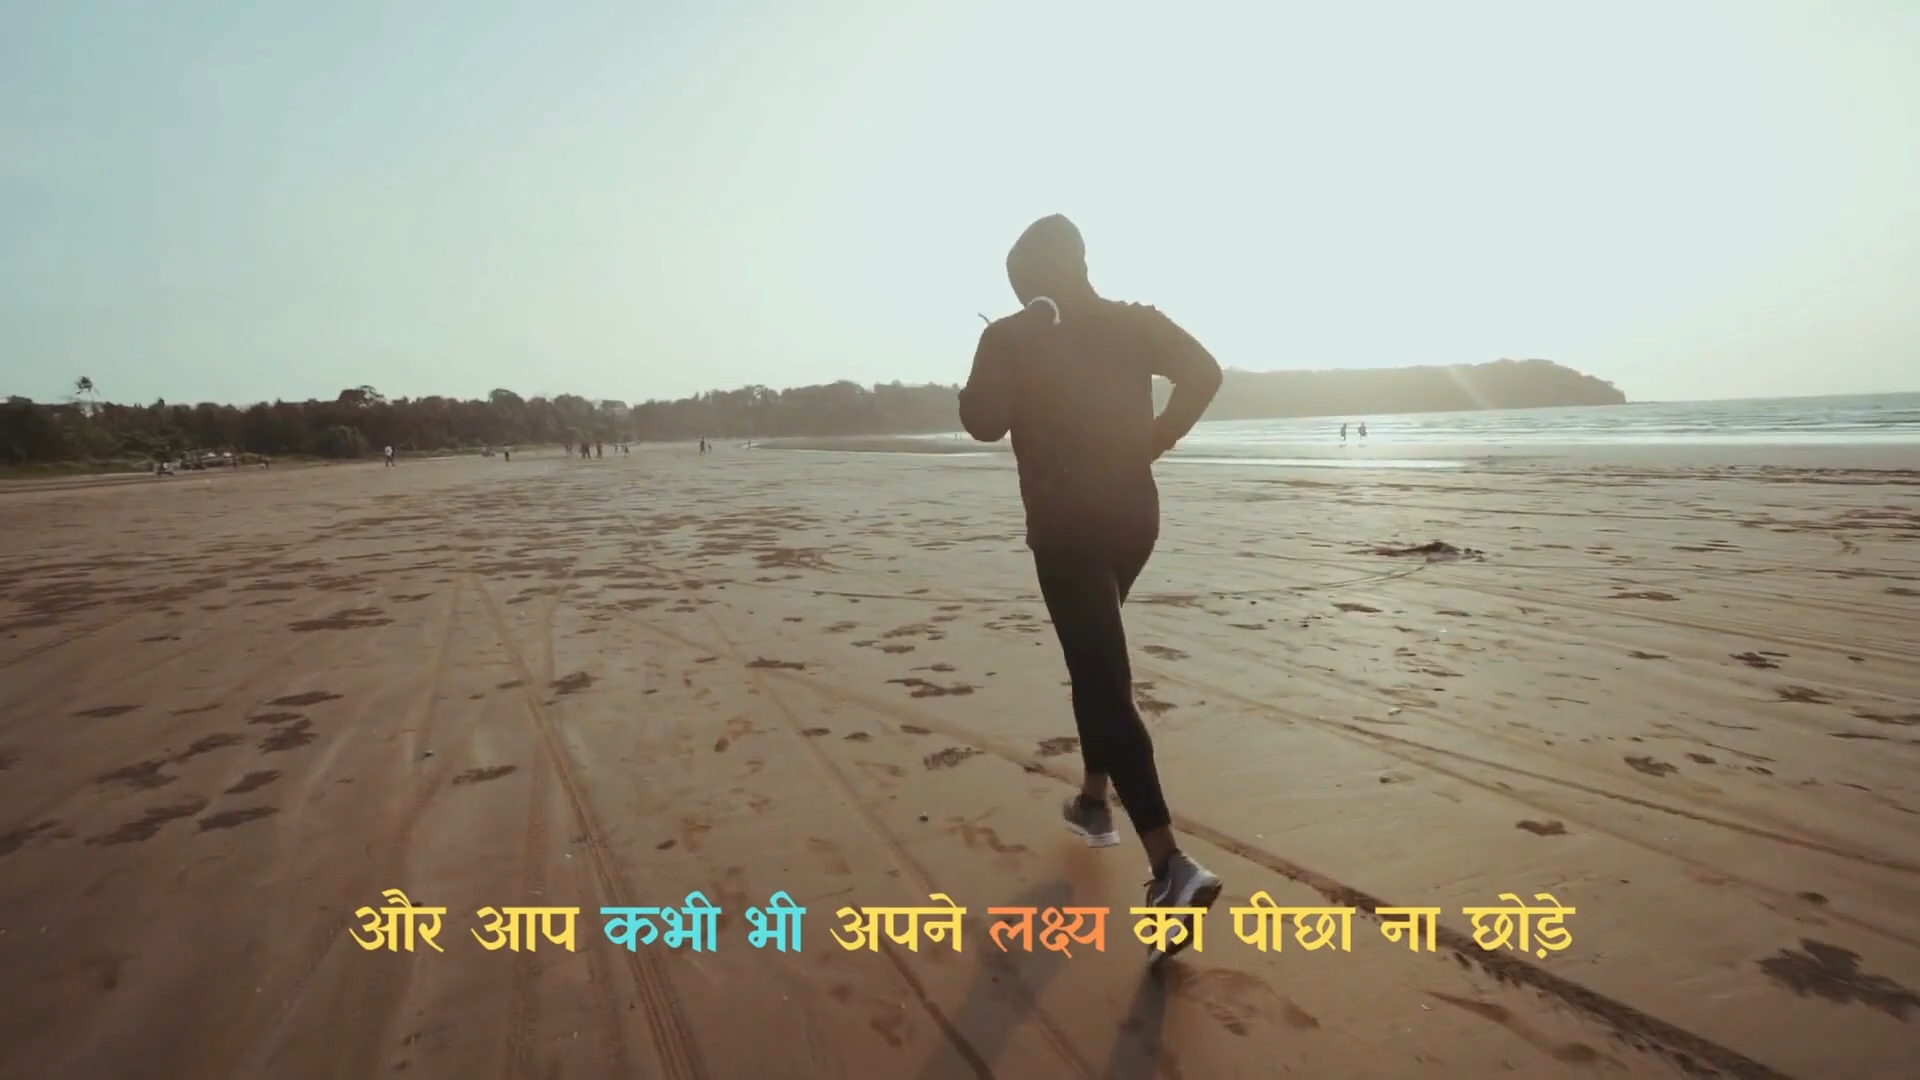 और आप कभी भी अपने लक्ष्य का पीछा ना छोड़े